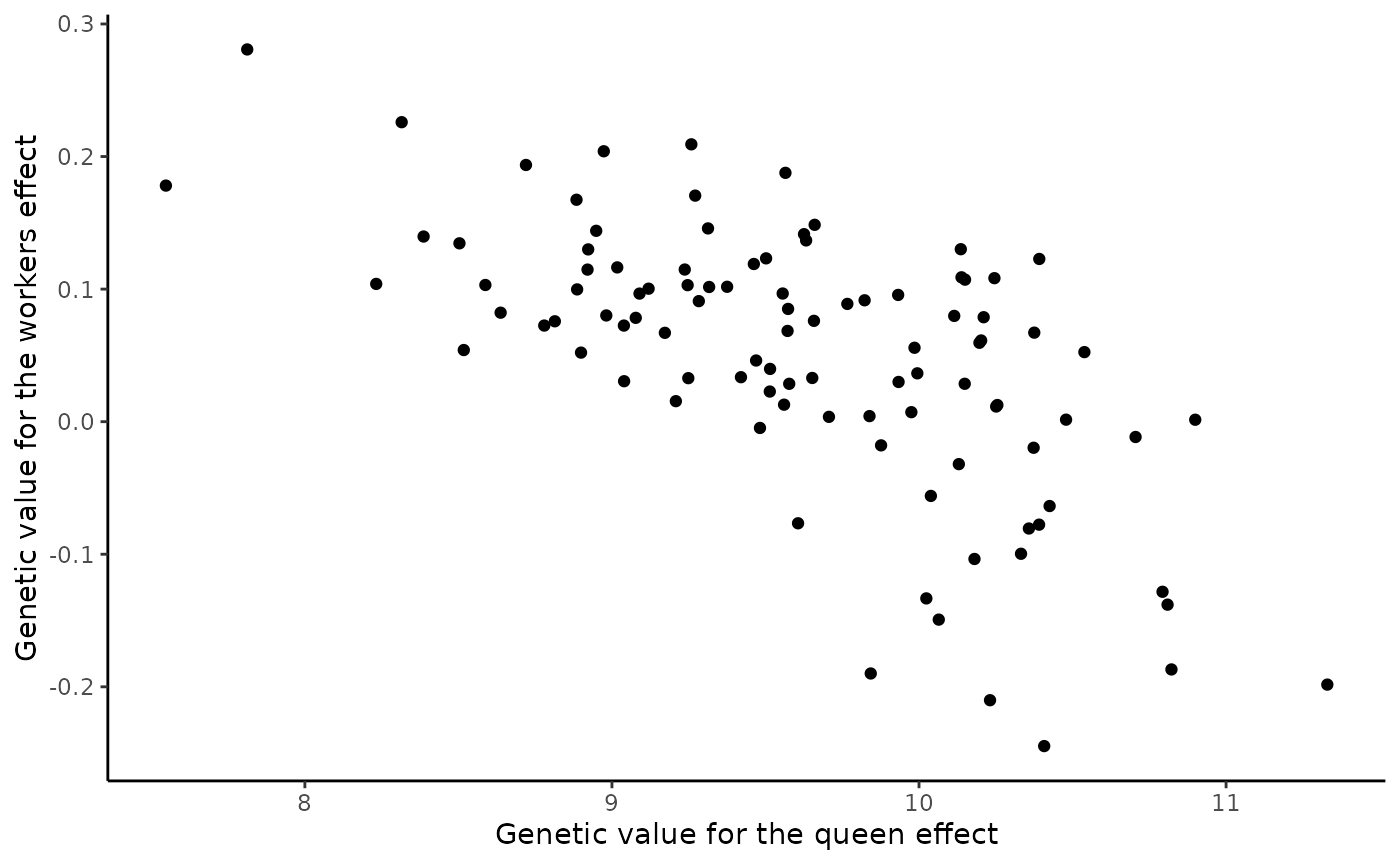 Genetic value for the workers effect
0.3
0.2
0.1
0.0
-0.1
-0.2
8 9 10 11
Genetic value for the queen effect